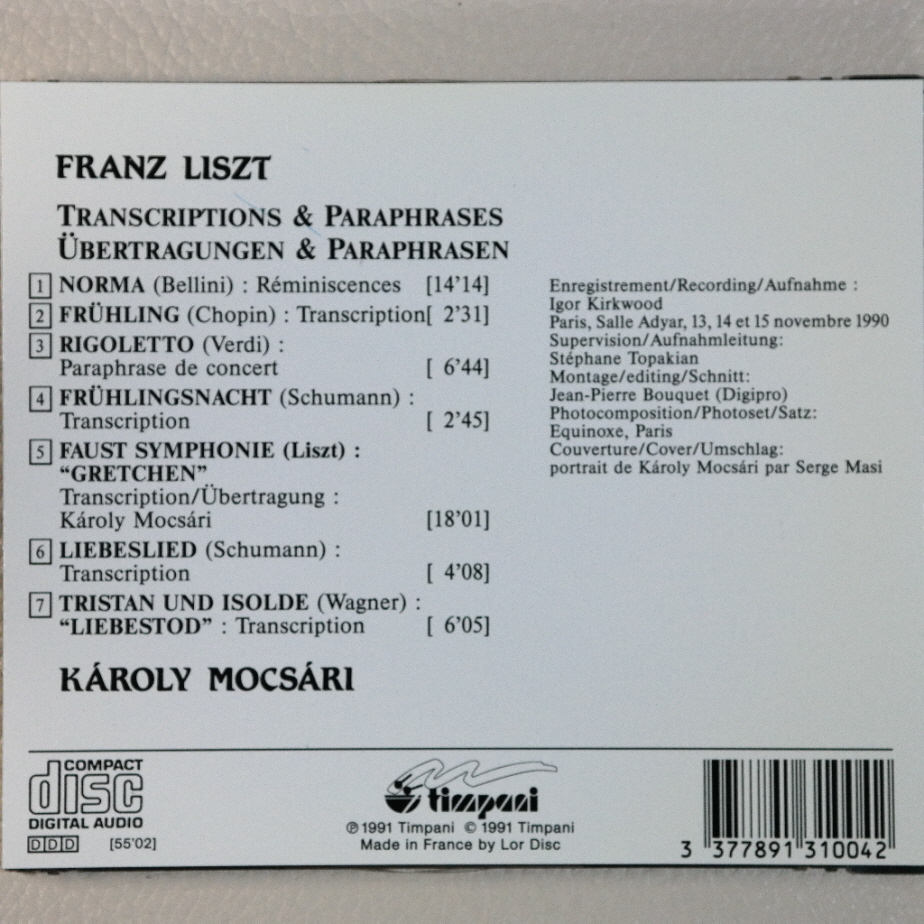 FRANZ LISZT
TRANSCRIPTIONS & PARAPHRASES
ÜBERTRAGUNGEN & PARAPHRASEN
1 NORMA (Bellini) : Réminiscences [14'14]
2 FRÜHLING (Chopin) : Transcription[ 2'31]
3 RIGOLETTO (Verdi) :
Paraphrase de concert [ 6'44]
4 FRÜHLINGSNACHT (Schumann) :
Transcription [ 2'45]
5 FAUST SYMPHONIE (Liszt) :
“GRETCHEN”
Transcription/Übertragung :
Károly Mocsári [18'01]
6 LIEBESLIED (Schumann) :
Transcription [ 4'08]
7 TRISTAN UND ISOLDE (Wagner) :
“LIEBESTOD” : Transcription [ 6'05]
KÁROLY MOCSÁRI
Enregistrement/Recording/Aufnahme :
Igor Kirkwood
Paris, Salle Adyar, 13, 14 et 15 novembre 1990
Supervision/Aufnahmleitung:
Stéphane Topakian
Montage/editing/Schnitt:
Jean-Pierre Bouquet (Digipro)
Photocomposition/Photoset/Satz:
Equinoxe, Paris
Couverture/Cover/Umschlag:
portrait de Károly Mocsári par Serge Masi
COMPACT
disc
DIGITAL AUDIO
DDD [55'02]
timpani
℗ 1991 Timpani © 1991 Timpani
Made in France by Lor Disc
3 377891 310042